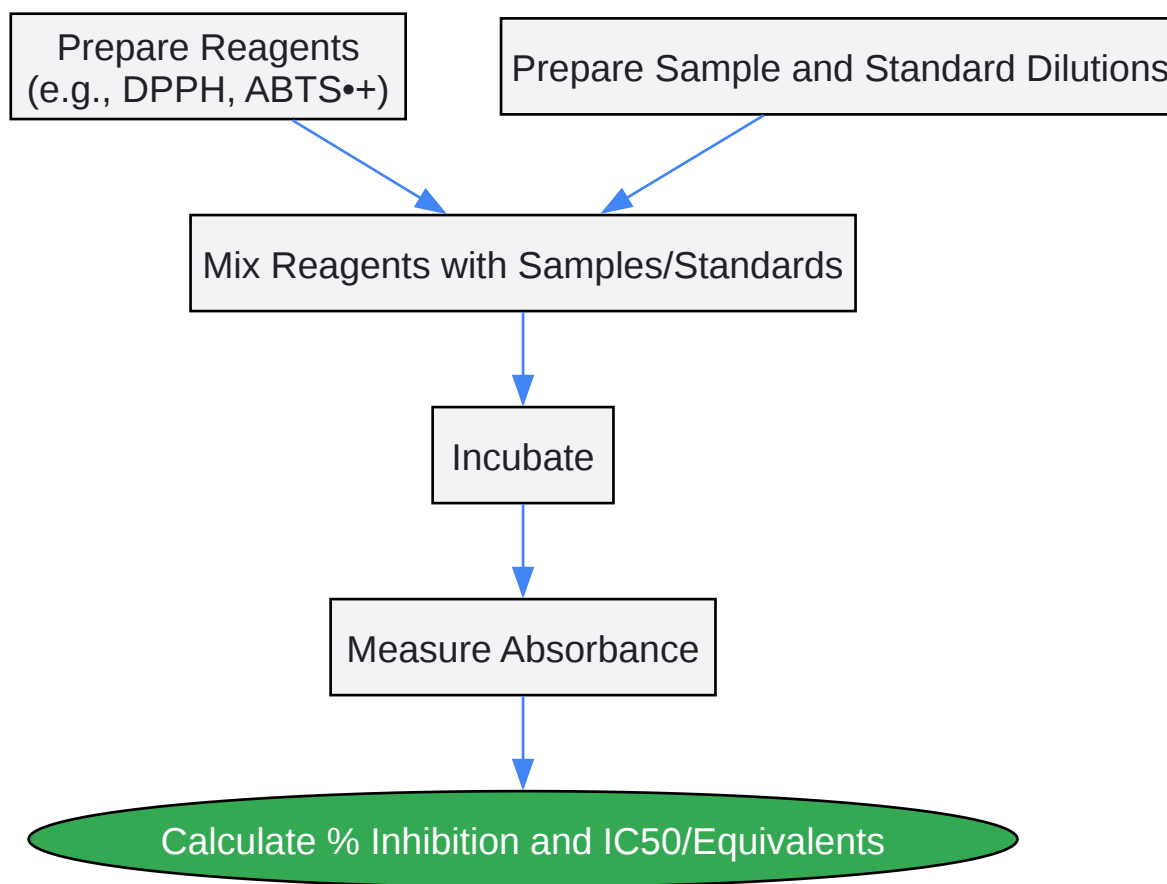 Prepare Reagents
(e.g., DPPH, ABTS•+)
Prepare Sample and Standard Dilutions
Mix Reagents with Samples/Standards
Incubate
Measure Absorbance
Calculate % Inhibition and IC50/Equivalents